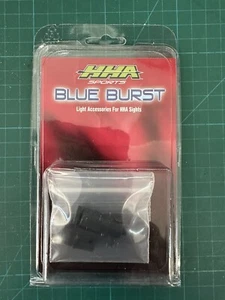 HHA
SPORTS
BLUE BURST
Light Accessories For HHA Sights